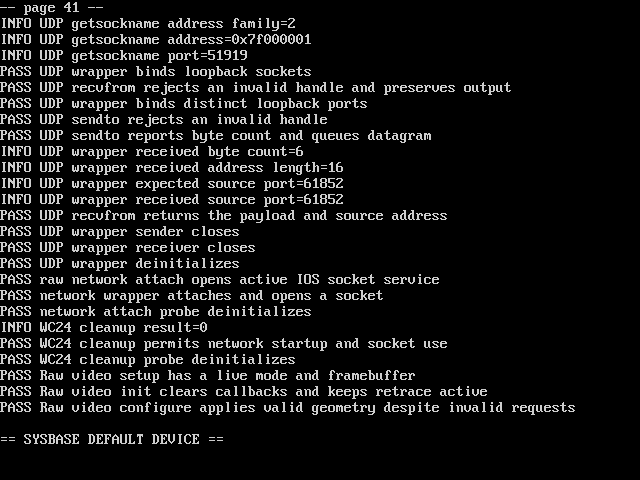 -- page 41 --
INFO UDP getsockname address family=2
INFO UDP getsockname address=0x7f000001
INFO UDP getsockname port=51919
PASS UDP wrapper binds loopback sockets
PASS UDP recvfrom rejects an invalid handle and preserves output
PASS UDP wrapper binds distinct loopback ports
PASS UDP sendto rejects an invalid handle
PASS UDP sendto reports byte count and queues datagram
INFO UDP wrapper received byte count=6
INFO UDP wrapper received address length=16
INFO UDP wrapper expected source port=61852
INFO UDP wrapper received source port=61852
PASS UDP recvfrom returns the payload and source address
PASS UDP wrapper sender closes
PASS UDP wrapper receiver closes
PASS UDP wrapper deinitializes
PASS raw network attach opens active IOS socket service
PASS network wrapper attaches and opens a socket
PASS network attach probe deinitializes
INFO WC24 cleanup result=0
PASS WC24 cleanup permits network startup and socket use
PASS WC24 cleanup probe deinitializes
PASS Raw video setup has a live mode and framebuffer
PASS Raw video init clears callbacks and keeps retrace active
PASS Raw video configure applies valid geometry despite invalid requests
== SYSBASE DEFAULT DEVICE ==